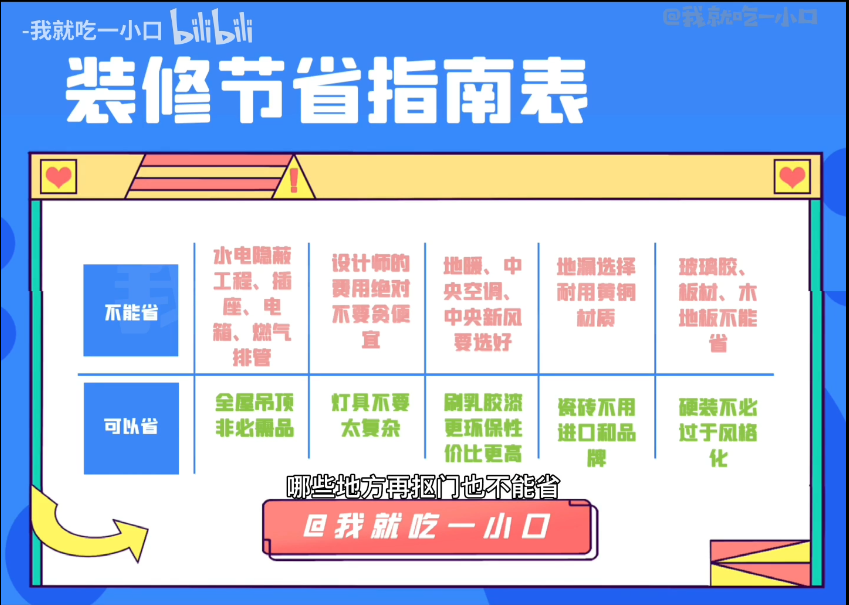 -我就吃一小口 bilibili
@我就吃一小口
装修节省指南表
不能省
水电隐蔽
工程、插
座、电
箱、燃气
排管
设计师的
费用绝对
不要贪便
宜
地暖、中
央空调、
中央新风
要选好
地漏选择
耐用黄铜
材质
玻璃胶、
板材、木
地板不能
省
可以省
全屋吊顶
非必需品
灯具不要
太复杂
刷乳胶漆
更环保性
价比更高
瓷砖不用
进口和品
牌
硬装不必
过于风格
化
哪些地方再抠门也不能省
@我就吃一小口